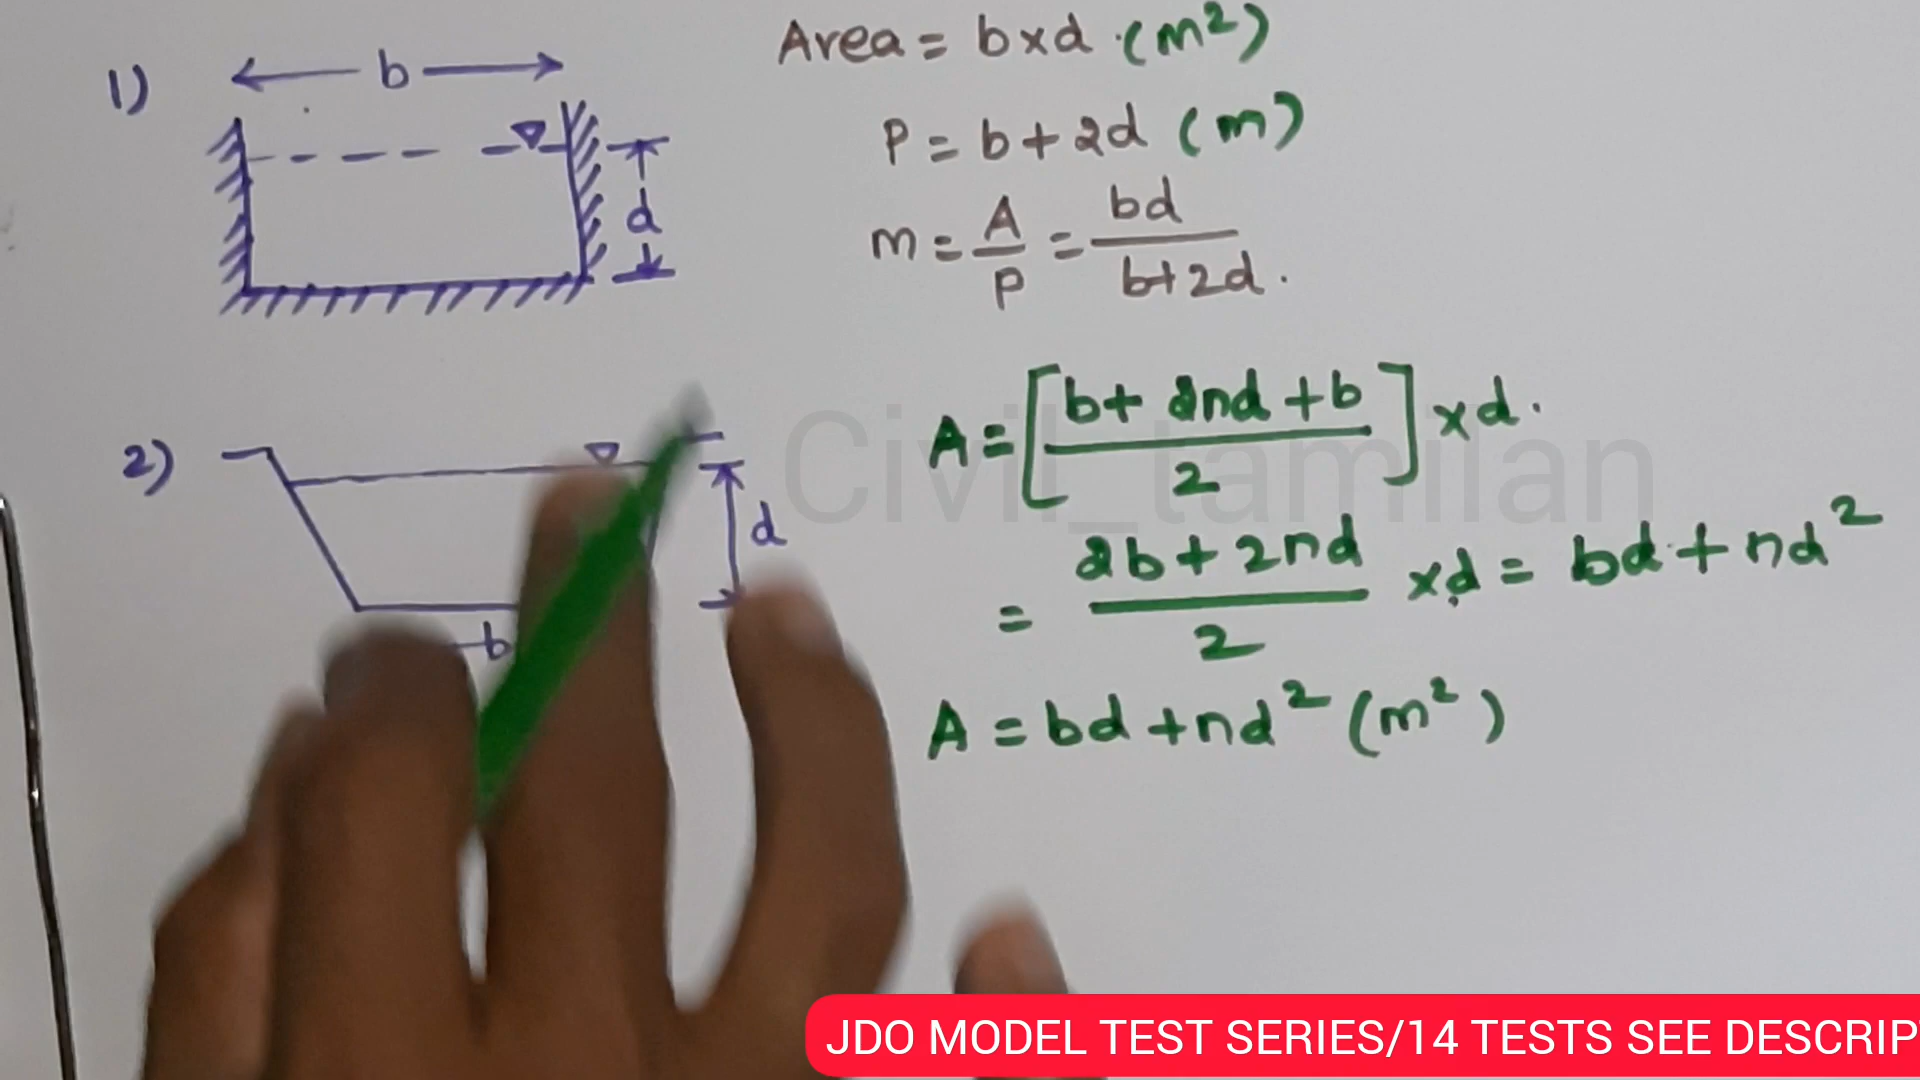 1)
b
d
Area = b×d (m²)
P = b+2d (m)
m = A/P = bd/b+2d.
2)
d
b
A = [b+2nd+b/2] ×d.
= 2b+2nd/2 ×d = bd+nd²
A = bd+nd² (m²)
Civil_tamilan
JDO MODEL TEST SERIES/14 TESTS SEE DESCRIP